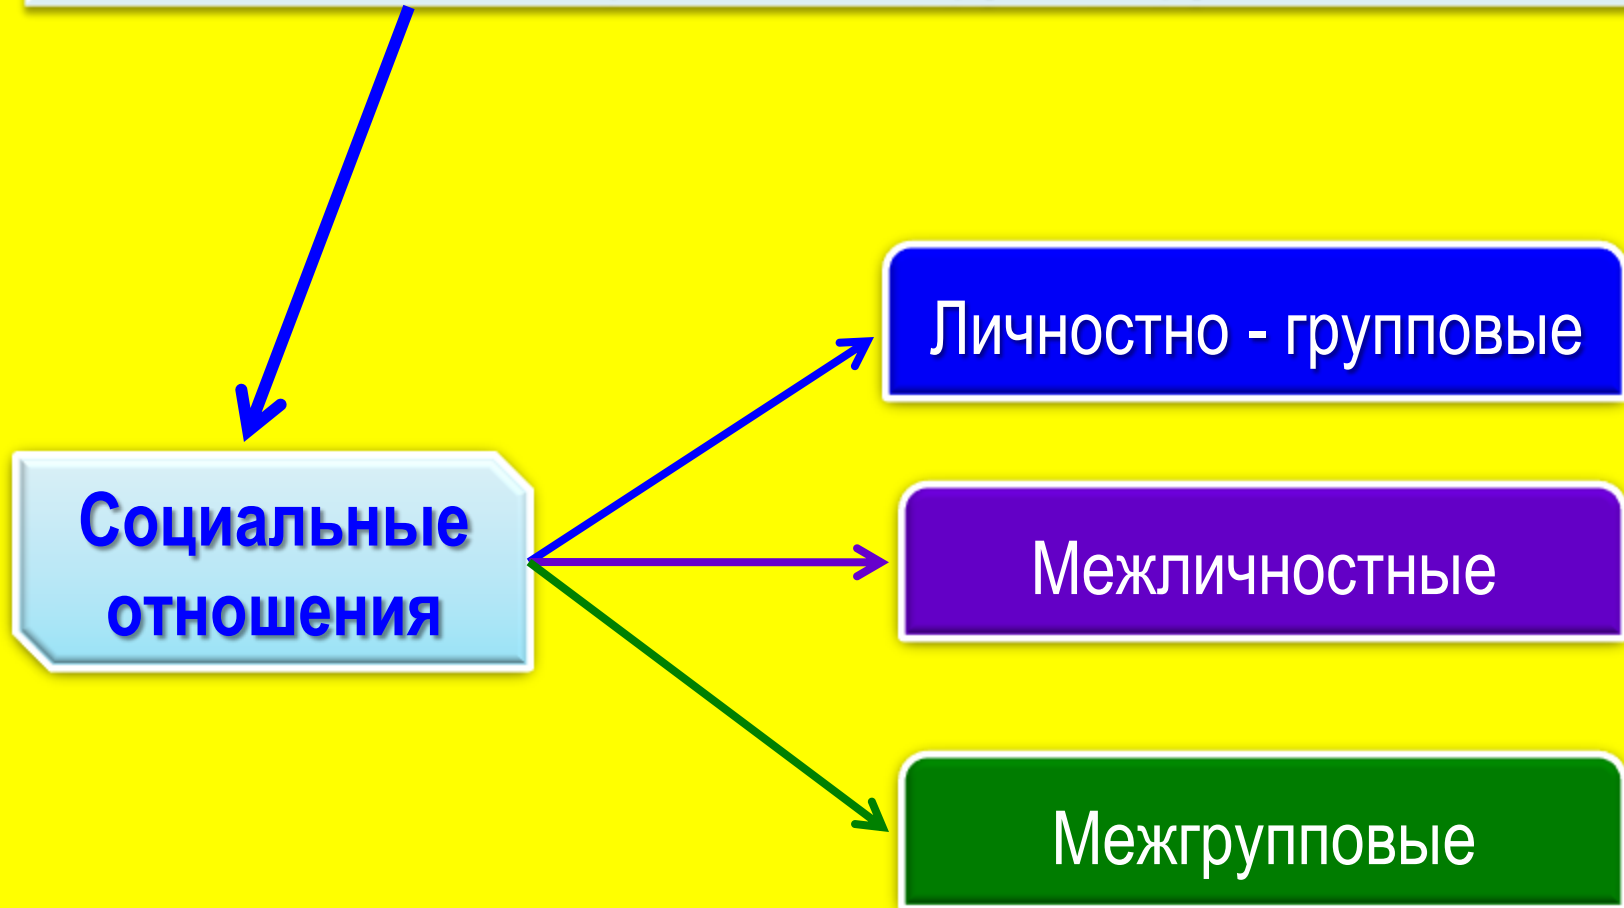 Личностно - групповые
Социальные
отношения
Межличностные
Межгрупповые